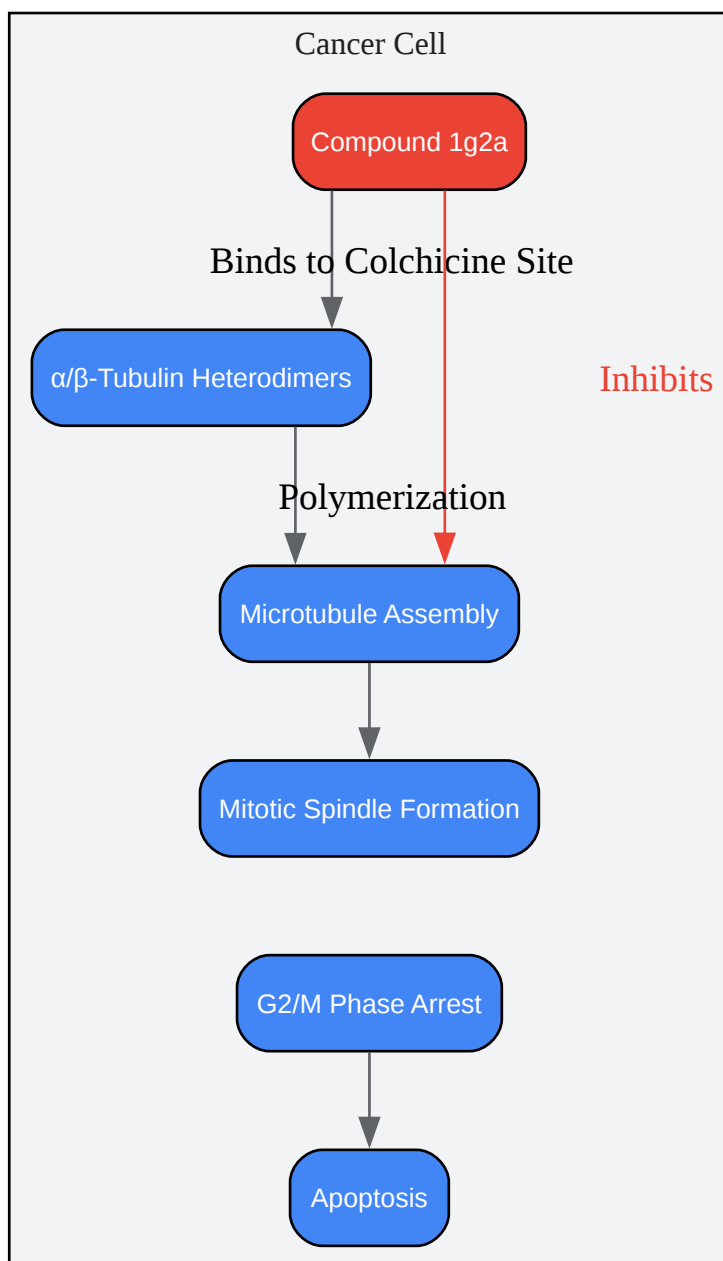 Cancer Cell
Compound 1g2a
Binds to Colchicine Site
α/β-Tubulin Heterodimers
Inhibits
Polymerization
Microtubule Assembly
Mitotic Spindle Formation
G2/M Phase Arrest
Apoptosis